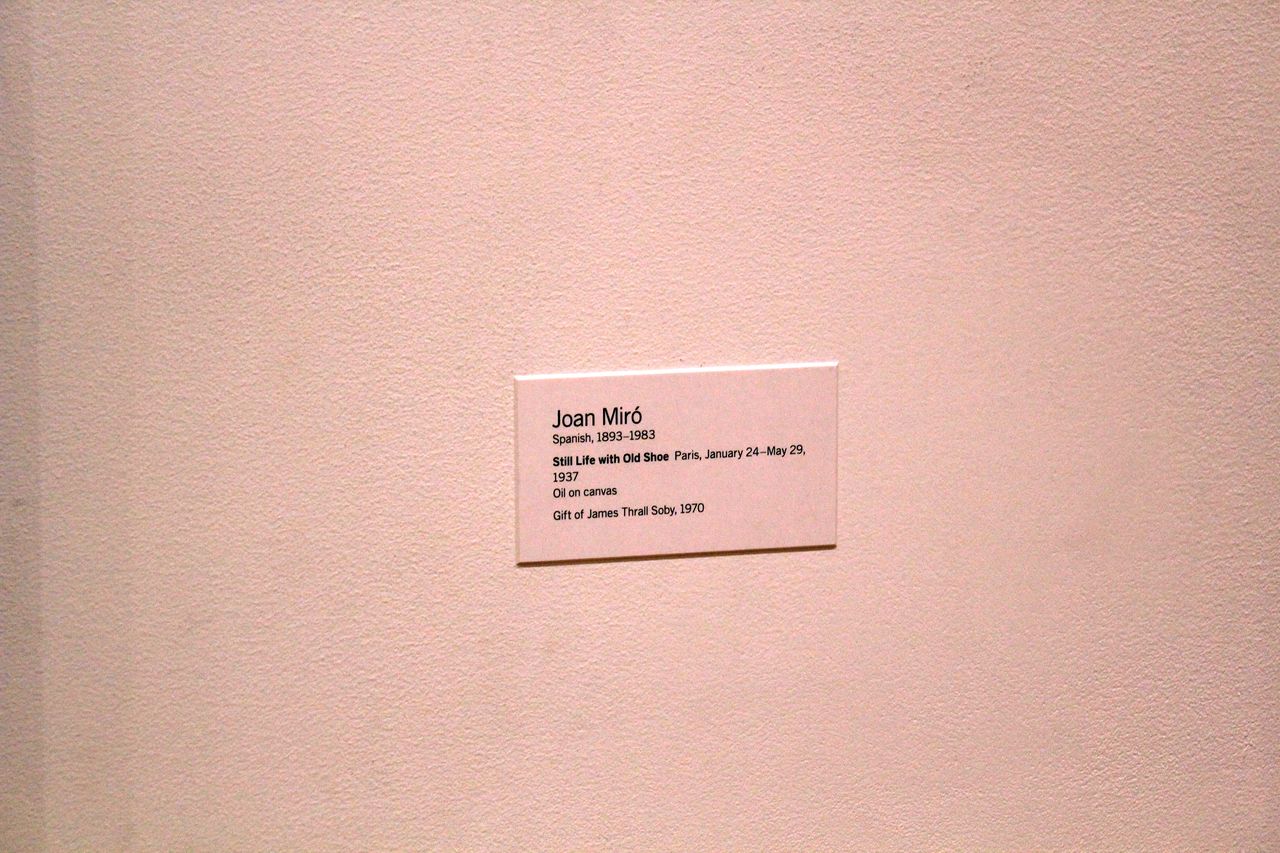 Joan Miró
Spanish, 1893–1983
Still Life with Old Shoe Paris, January 24–May 29,
1937
Oil on canvas
Gift of James Thrall Soby, 1970